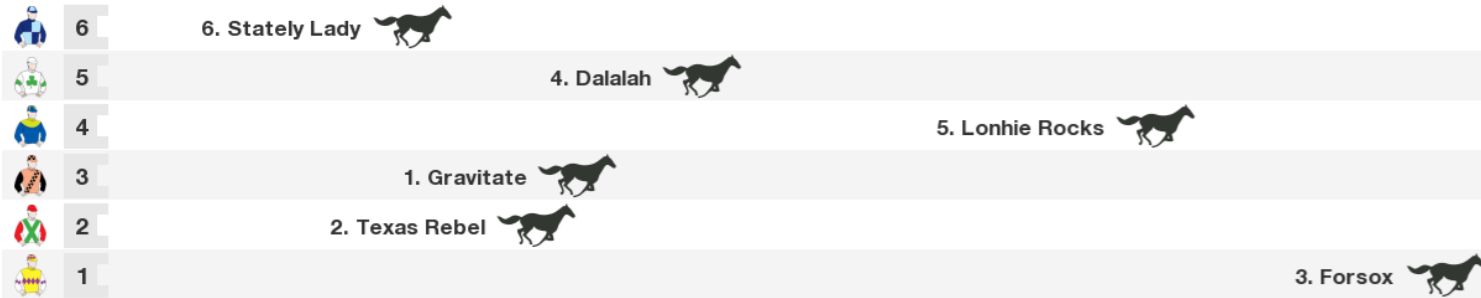 6 6. Stately Lady
5 4. Dalalah
4 5. Lonhie Rocks
3 1. Gravitate
2 2. Texas Rebel
1 3. Forsox